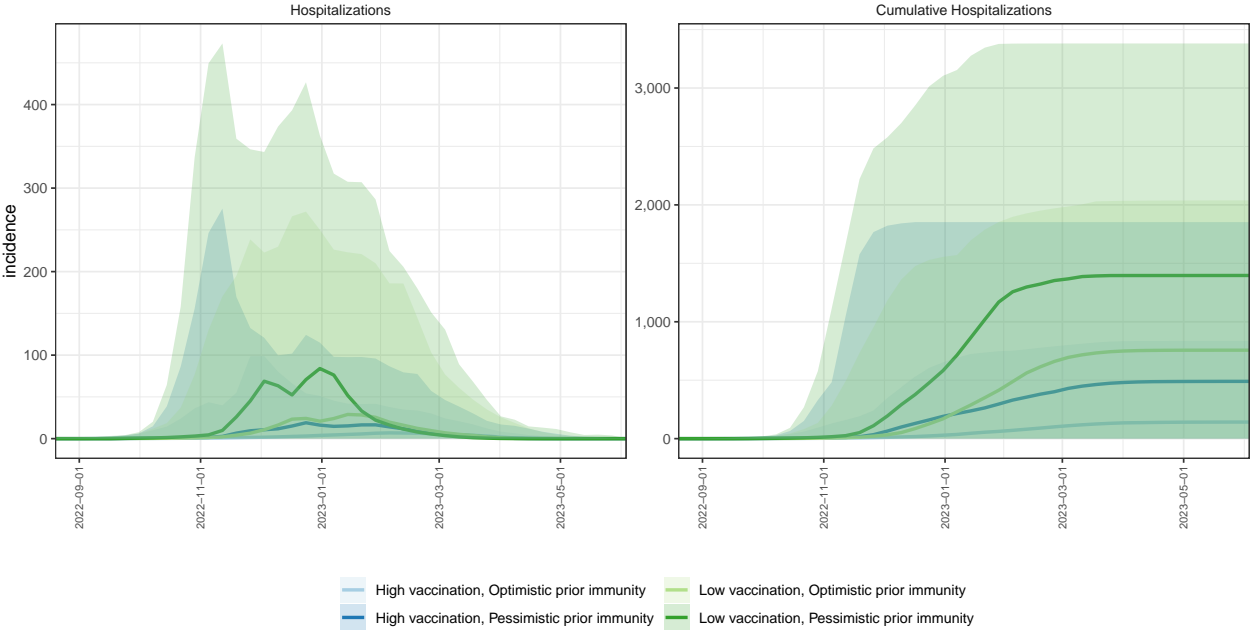 Hospitalizations
Cumulative Hospitalizations
incidence
400
300
200
100
0
3,000
2,000
1,000
0
2022−09−01
2022−11−01
2023−01−01
2023−03−01
2023−05−01
2022−09−01
2022−11−01
2023−01−01
2023−03−01
2023−05−01
High vaccination, Optimistic prior immunity
Low vaccination, Optimistic prior immunity
High vaccination, Pessimistic prior immunity
Low vaccination, Pessimistic prior immunity